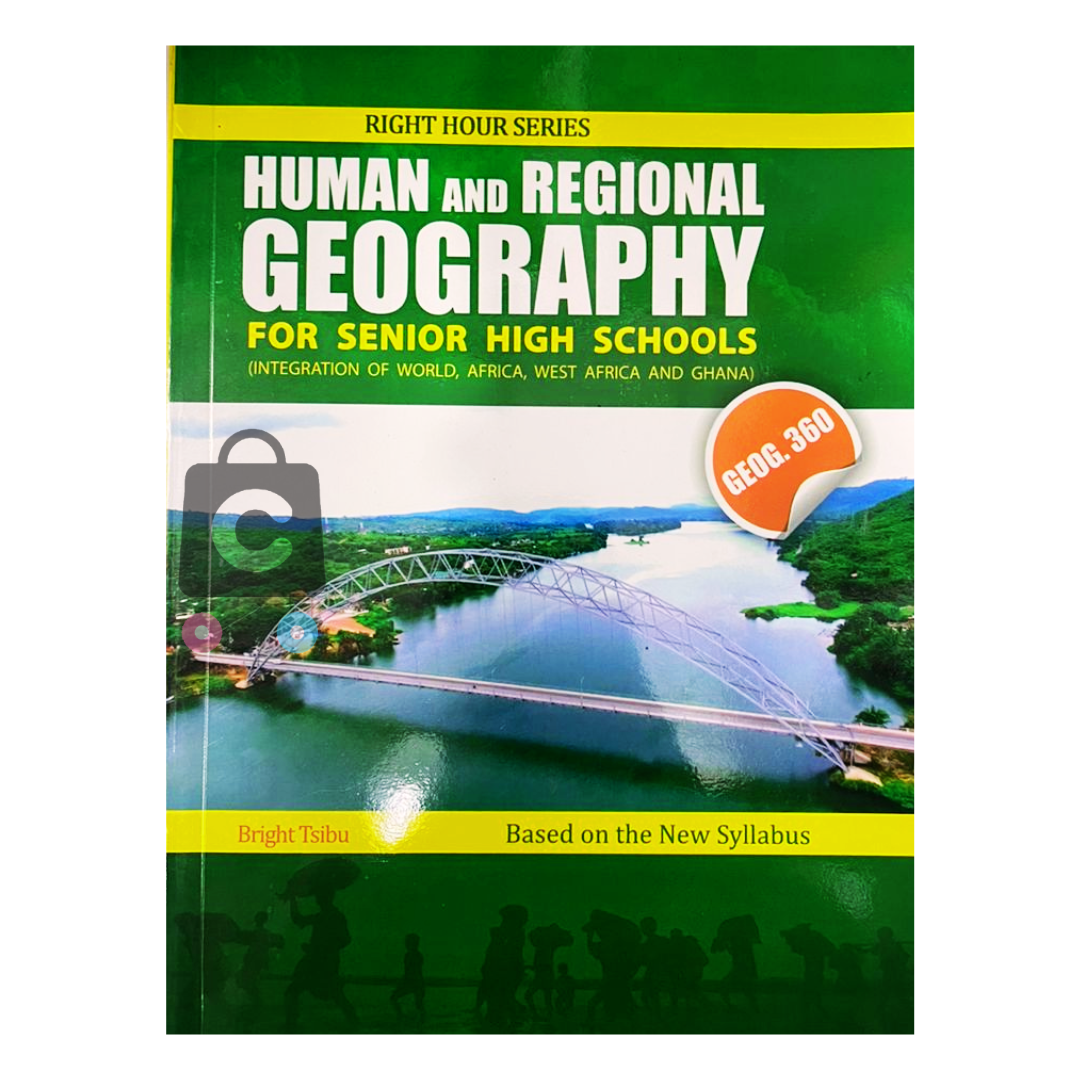 RIGHT HOUR SERIES
HUMAN AND REGIONAL
GEOGRAPHY
FOR SENIOR HIGH SCHOOLS
(INTEGRATION OF WORLD, AFRICA, WEST AFRICA AND GHANA)
GEOG. 360
C
C
C
Bright Tsibu
Based on the New Syllabus